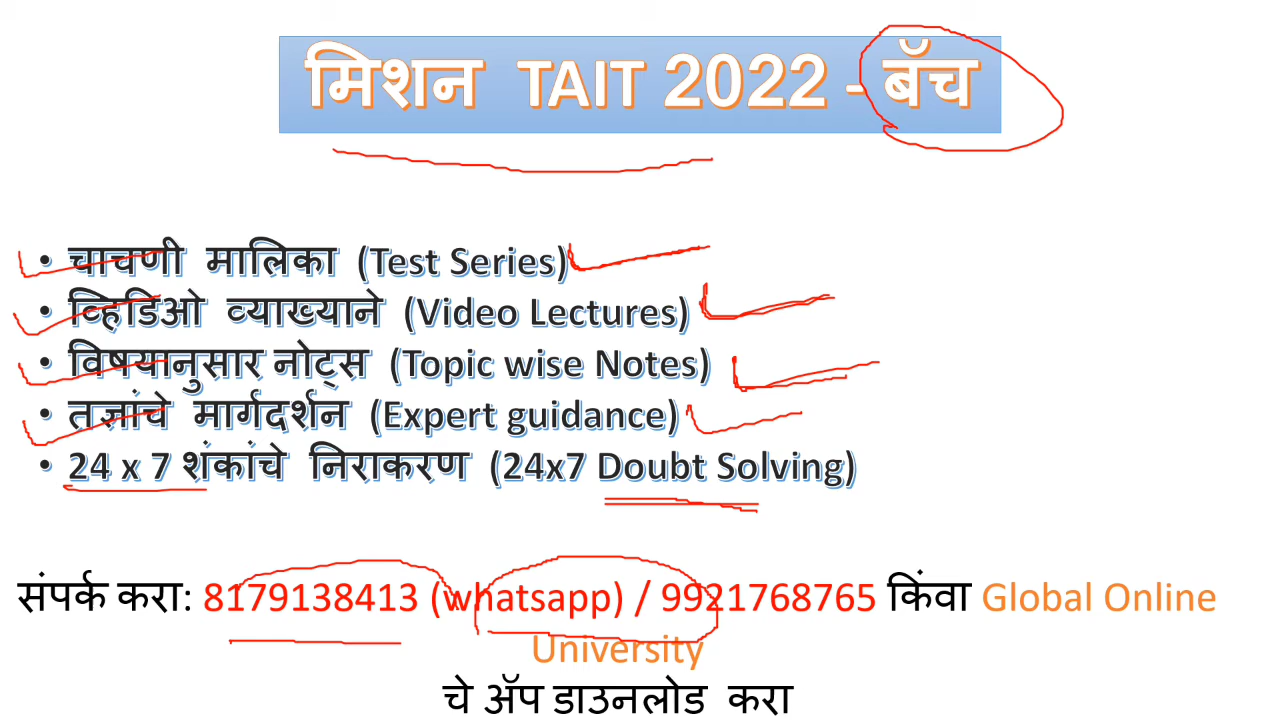 मिशन TAIT 2022 - बॅच
• चाचणी मालिका (Test Series)
• व्हिडिओ व्याख्याने (Video Lectures)
• विषयानुसार नोट्स (Topic wise Notes)
• तज्ञांचे मार्गदर्शन (Expert guidance)
• 24 x 7 शंकांचे निराकरण (24x7 Doubt Solving)
संपर्क करा: 8179138413 (whatsapp) / 9921768765 किंवा Global Online
University
चे ॲप डाउनलोड करा